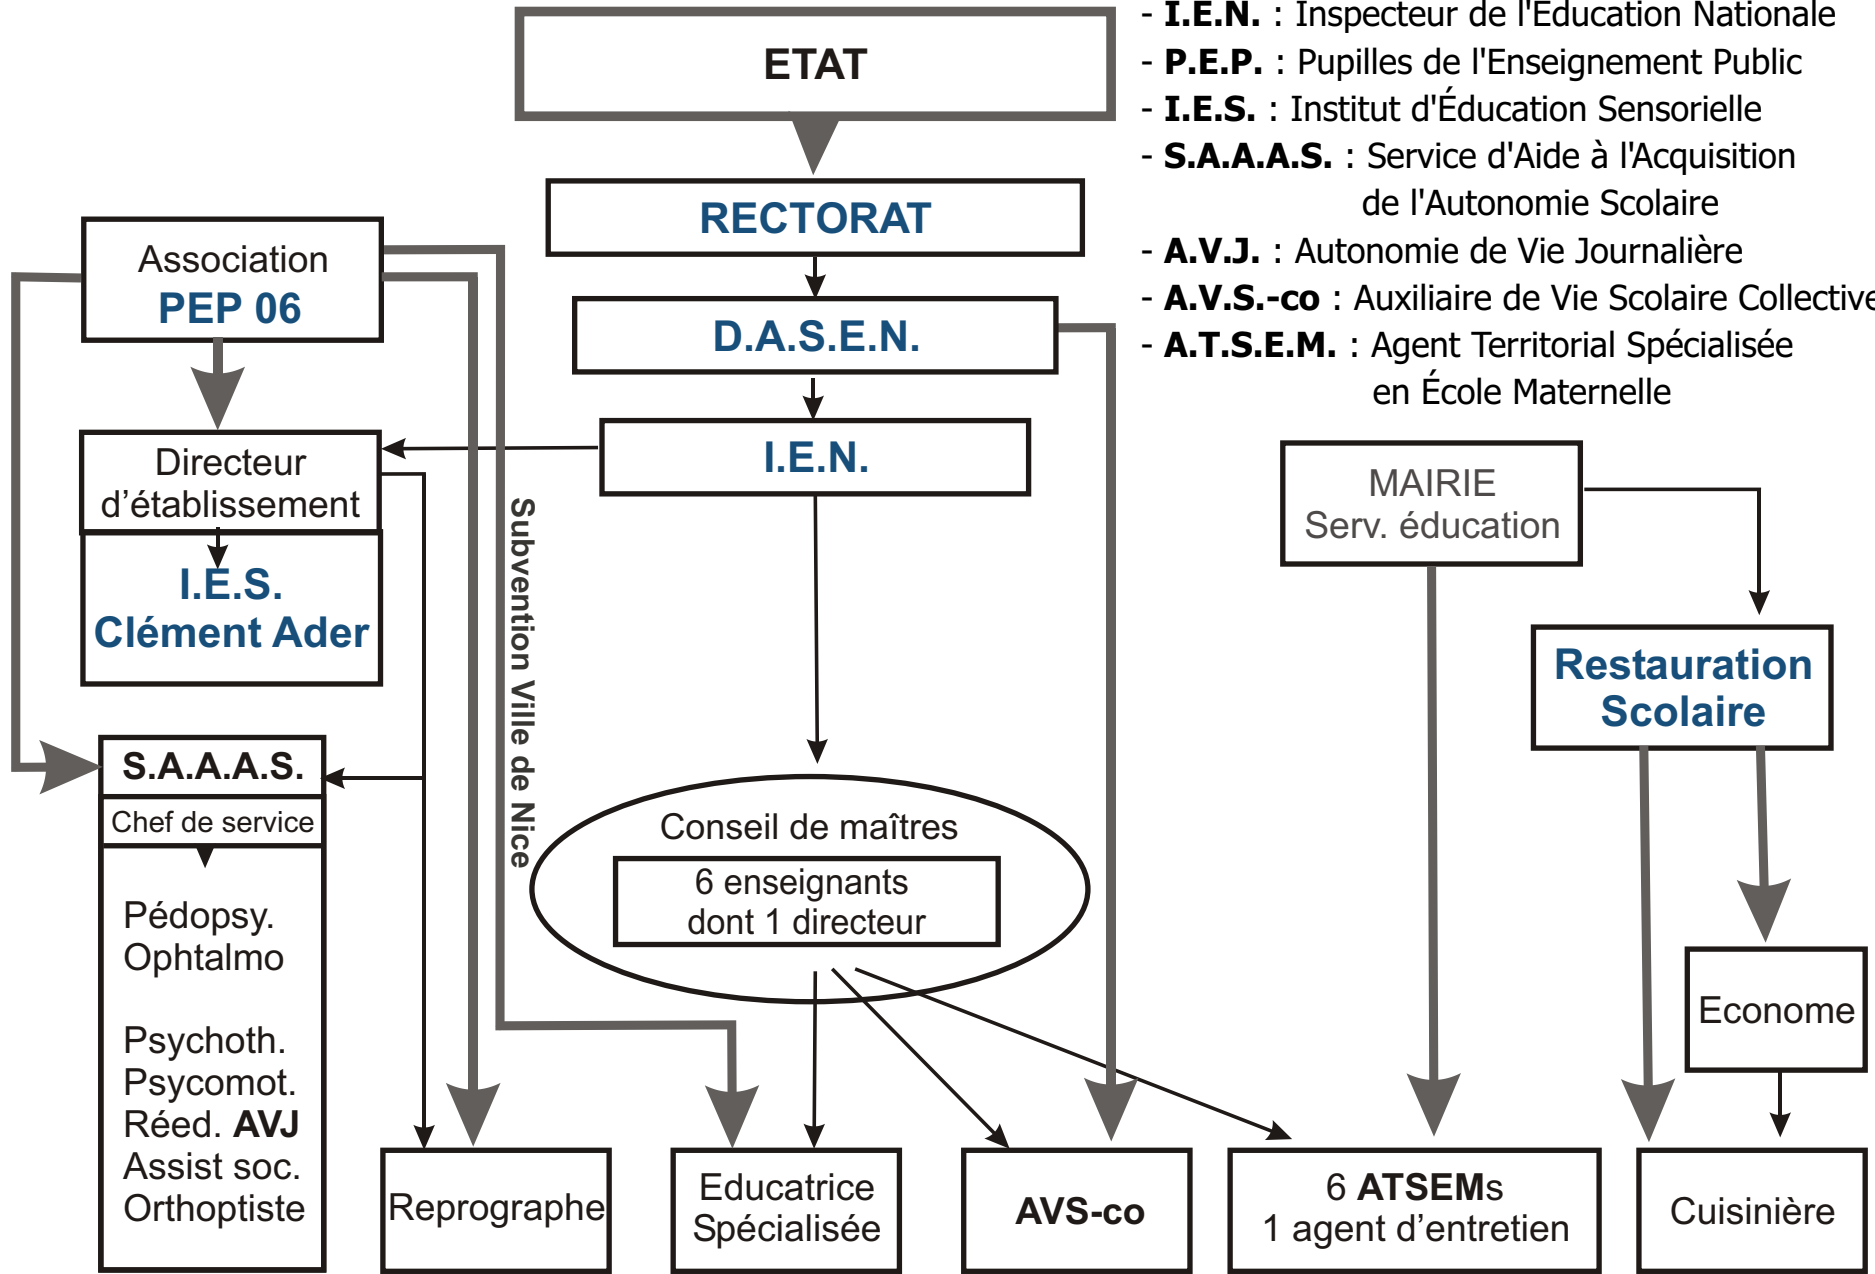 - I.E.N. : Inspecteur de l'Education Nationale
- P.E.P. : Pupilles de l'Enseignement Public
- I.E.S. : Institut d'Éducation Sensorielle
- S.A.A.A.S. : Service d'Aide à l'Acquisition
de l'Autonomie Scolaire
- A.V.J. : Autonomie de Vie Journalière
- A.V.S.-co : Auxiliaire de Vie Scolaire Collective
- A.T.S.E.M. : Agent Territorial Spécialisée
en École Maternelle
ETAT
RECTORAT
D.A.S.E.N.
I.E.N.
Association
PEP 06
Directeur
d’établissement
I.E.S.
Clément Ader
Subvention Ville de Nice
MAIRIE
Serv. éducation
Restauration
Scolaire
S.A.A.A.S.
Chef de service
Pédopsy.
Ophtalmo
Psychoth.
Psycomot.
Réed. AVJ
Assist soc.
Orthoptiste
Conseil de maîtres
6 enseignants
dont 1 directeur
Econome
Reprographe
Educatrice
Spécialisée
AVS-co
6 ATSEMs
1 agent d’entretien
Cuisinière